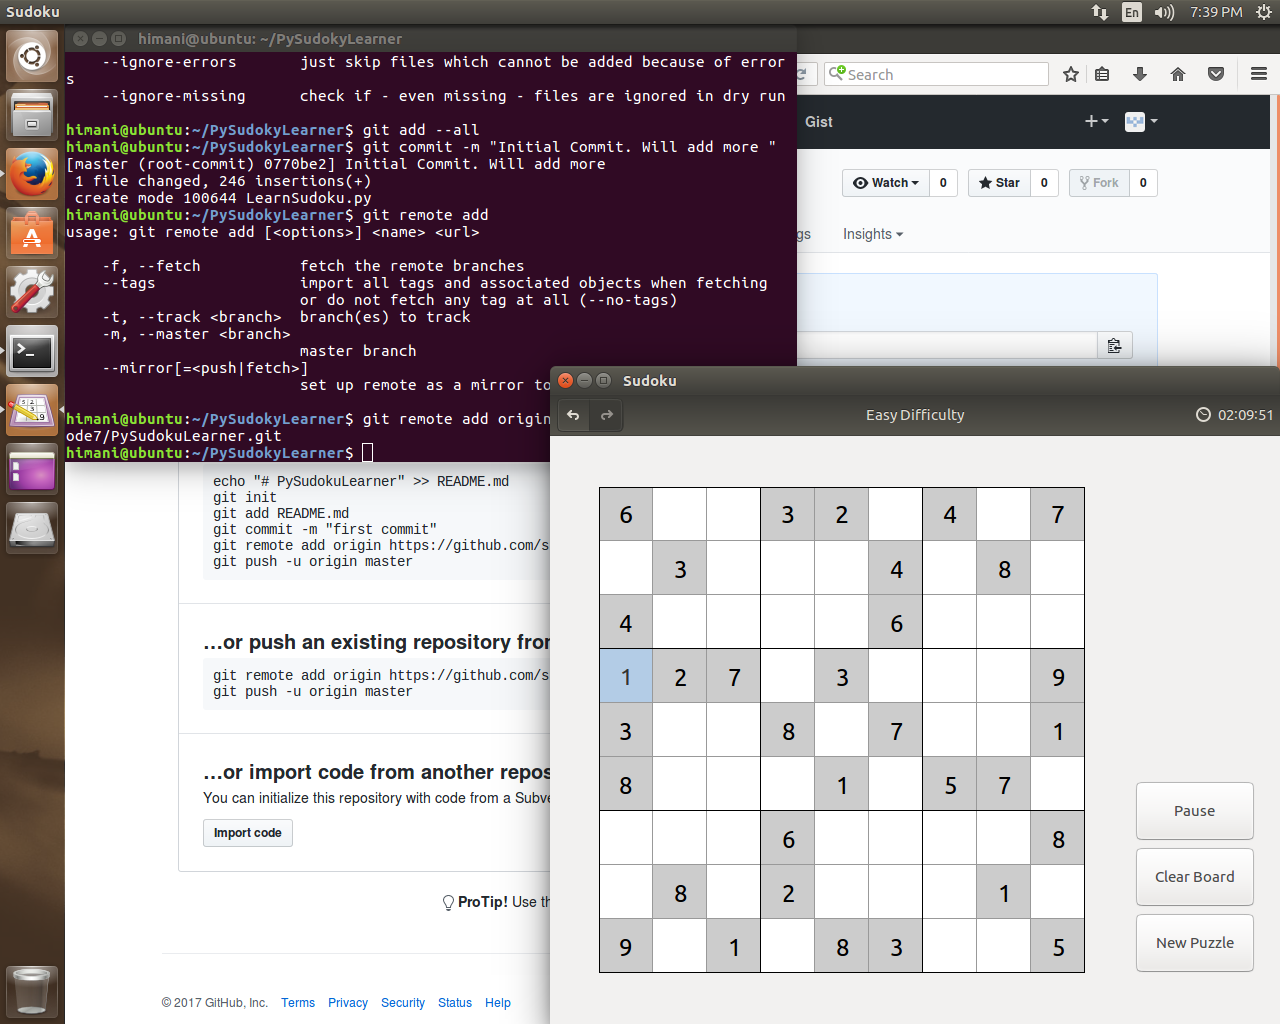 Sudoku
En
7:39 PM
himani@ubuntu: ~/PySudokyLearner
--ignore-errors just skip files which cannot be added because of error
s
--ignore-missing check if - even missing - files are ignored in dry run
himani@ubuntu:~/PySudokyLearner$ git add --all
himani@ubuntu:~/PySudokyLearner$ git commit -m "Initial Commit. Will add more "
[master (root-commit) 0770be2] Initial Commit. Will add more
1 file changed, 246 insertions(+)
create mode 100644 LearnSudoku.py
himani@ubuntu:~/PySudokyLearner$ git remote add
usage: git remote add [<options>] <name> <url>
-f, --fetch fetch the remote branches
--tags import all tags and associated objects when fetching
or do not fetch any tag at all (--no-tags)
-t, --track <branch> branch(es) to track
-m, --master <branch>
master branch
--mirror[=<push|fetch>]
set up remote as a mirror to
himani@ubuntu:~/PySudokyLearner$ git remote add origin
ode7/PySudokuLearner.git
himani@ubuntu:~/PySudokyLearner$
Search
Gist
Watch 0 Star 0 Fork 0
gs Insights
echo "# PySudokuLearner" >> README.md
git init
git add README.md
git commit -m "first commit"
git remote add origin https://github.com/s
git push -u origin master
…or push an existing repository fro
git remote add origin https://github.com/s
git push -u origin master
…or import code from another repos
You can initialize this repository with code from a Subve
Import code
ProTip! Use th
© 2017 GitHub, Inc. Terms Privacy Security Status Help
Sudoku
Easy Difficulty
02:09:51
6 3 2 4 7
3 4 8
4 6
1 2 7 3 9
3 8 7 1
8 1 5 7
6 8
8 2 1
9 1 8 3 5
Pause
Clear Board
New Puzzle